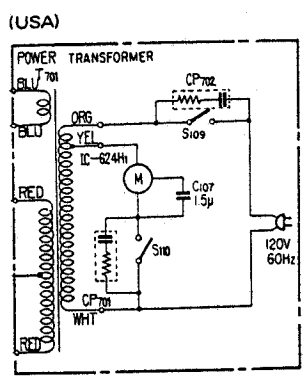 (USA)
POWER TRANSFORMER
T701
BLU
BLU
CP702
ORG
S109
YEL
IC-624H1
M
C107
1.5μ
RED
S110
120V
60Hz
CP701
WHT
RED